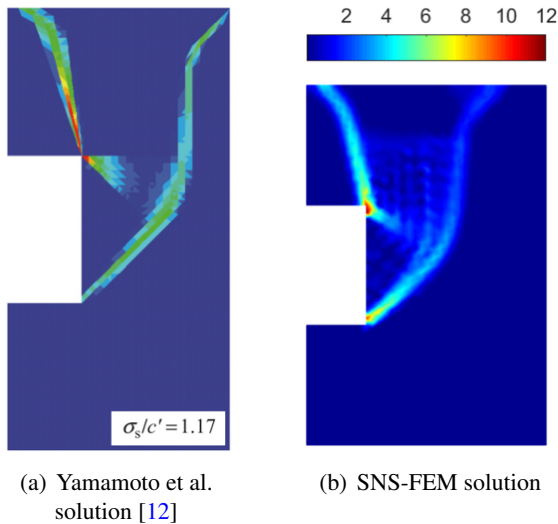 2 4 6 8 10 12
σs/c′=1.17
(a) Yamamoto et al.
solution [12]
(b) SNS-FEM solution